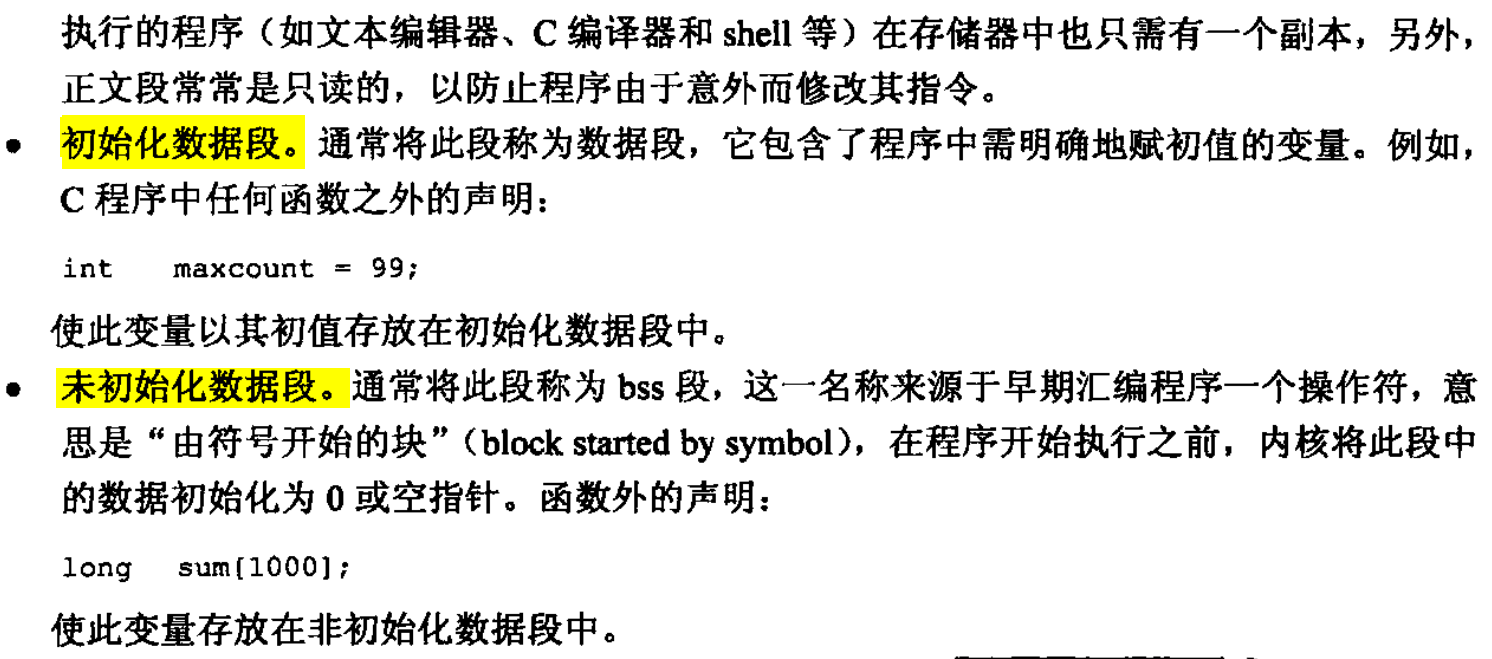 执行的程序（如文本编辑器、C 编译器和 shell 等）在存储器中也只需有一个副本，另外，
正文段常常是只读的，以防止程序由于意外而修改其指令。
• 初始化数据段。通常将此段称为数据段，它包含了程序中需明确地赋初值的变量。例如，
C 程序中任何函数之外的声明：
int maxcount = 99;
使此变量以其初值存放在初始化数据段中。
• 未初始化数据段。通常将此段称为 bss 段，这一名称来源于早期汇编程序一个操作符，意
思是“由符号开始的块”（block started by symbol），在程序开始执行之前，内核将此段中
的数据初始化为 0 或空指针。函数外的声明：
long sum[1000];
使此变量存放在非初始化数据段中。